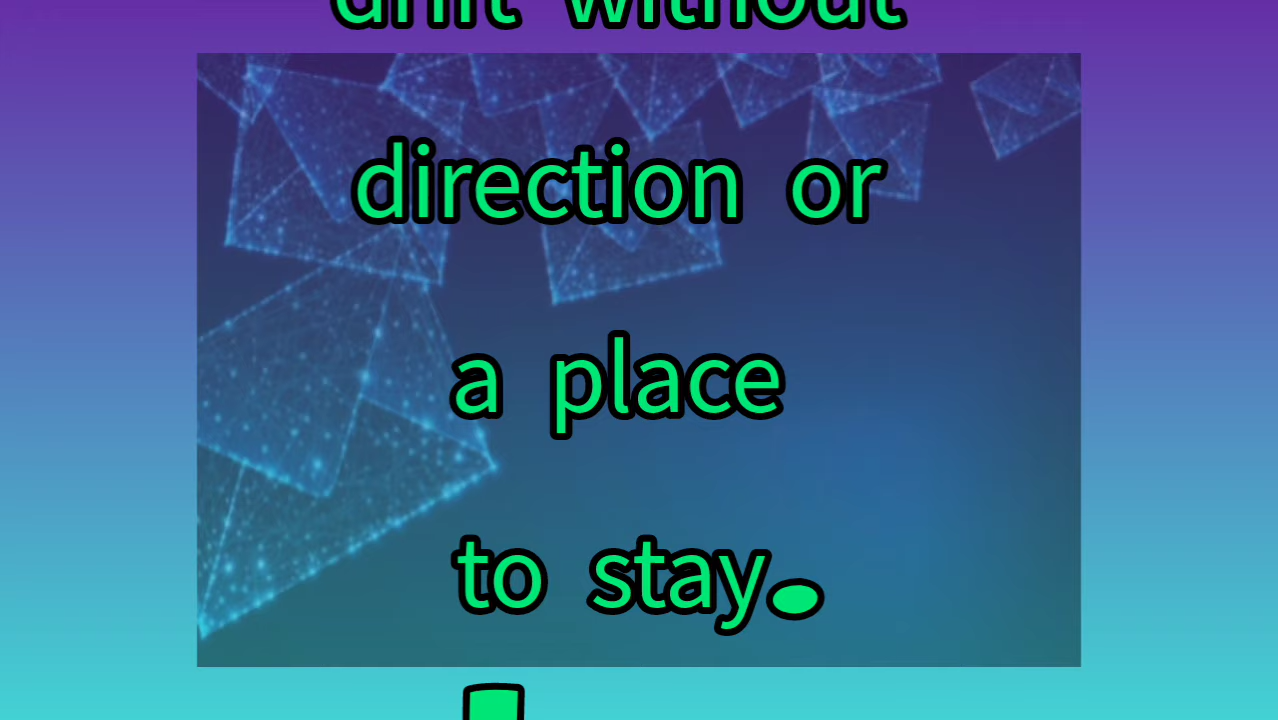 drift without
direction or
a place
to stay.